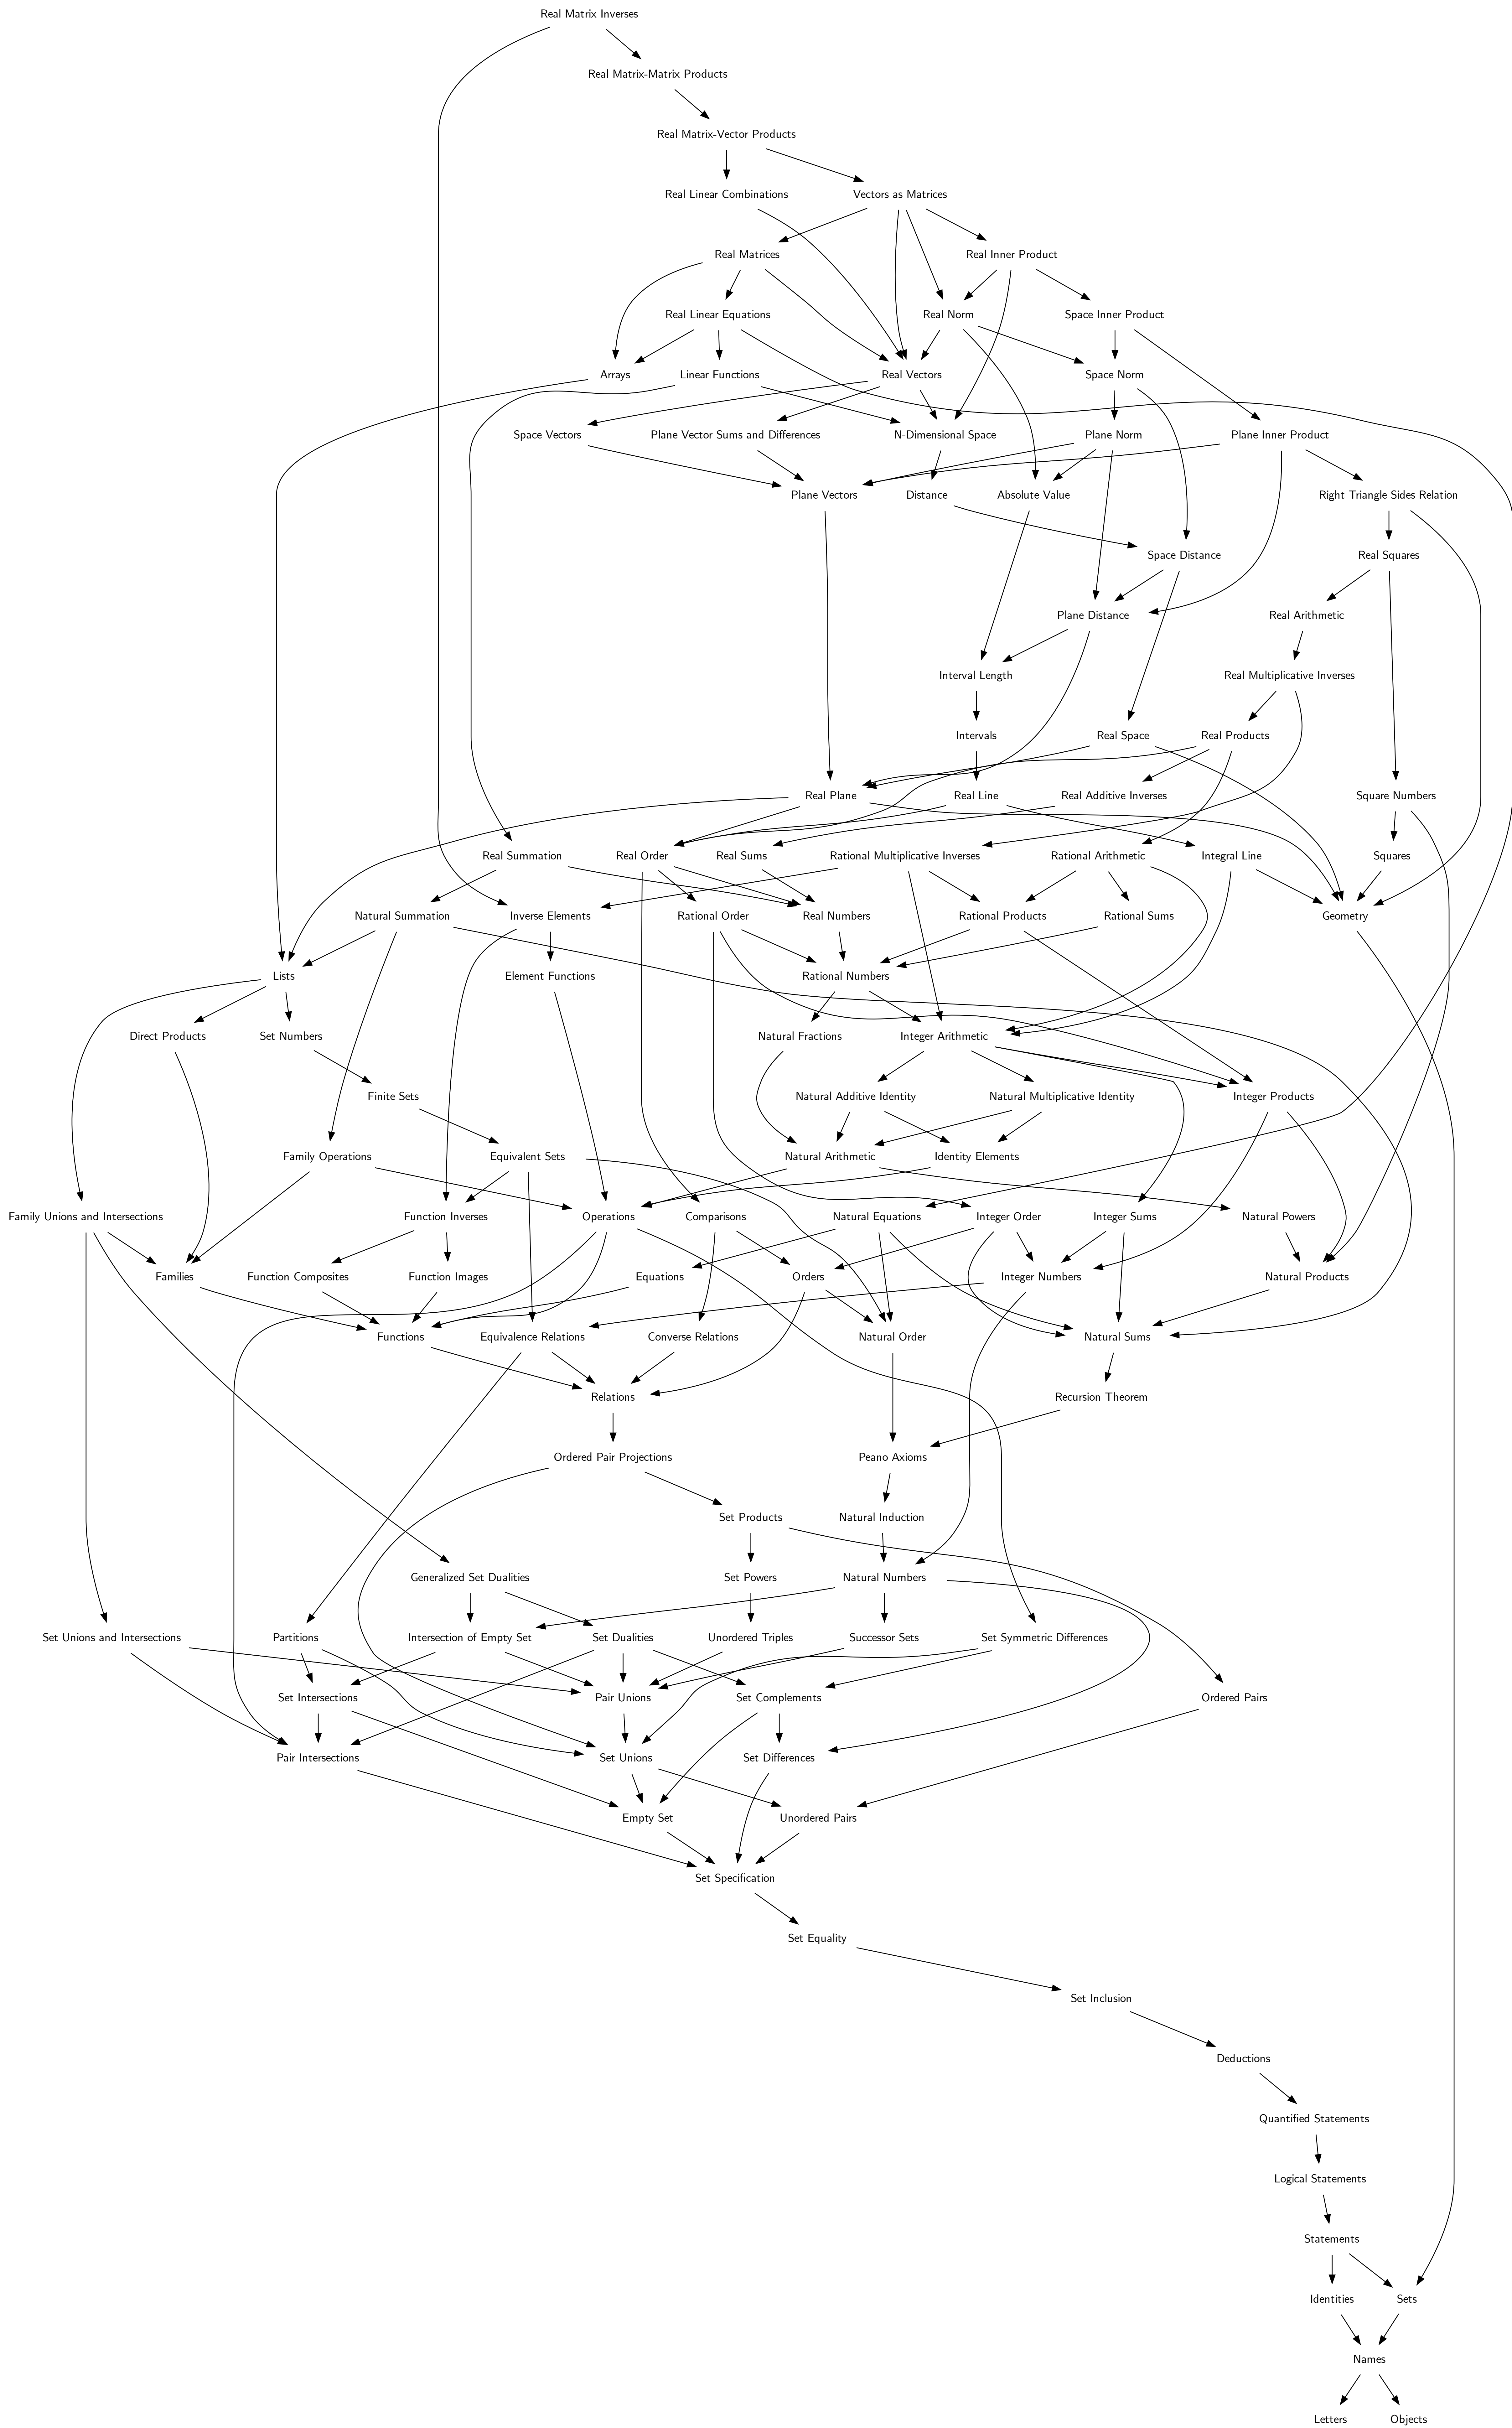 Real Matrix Inverses
Real Matrix-Matrix Products
Real Matrix-Vector Products
Real Linear Combinations
Vectors as Matrices
Real Matrices
Real Inner Product
Real Linear Equations
Real Norm
Space Inner Product
Arrays
Linear Functions
Real Vectors
Space Norm
Space Vectors
Plane Vector Sums and Differences
N-Dimensional Space
Plane Norm
Plane Inner Product
Plane Vectors
Distance
Absolute Value
Right Triangle Sides Relation
Space Distance
Real Squares
Plane Distance
Real Arithmetic
Interval Length
Real Multiplicative Inverses
Intervals
Real Space
Real Products
Real Plane
Real Line
Real Additive Inverses
Square Numbers
Real Summation
Real Order
Real Sums
Rational Multiplicative Inverses
Rational Arithmetic
Integral Line
Squares
Natural Summation
Inverse Elements
Rational Order
Real Numbers
Rational Products
Rational Sums
Geometry
Lists
Element Functions
Rational Numbers
Direct Products
Set Numbers
Natural Fractions
Integer Arithmetic
Finite Sets
Natural Additive Identity
Natural Multiplicative Identity
Integer Products
Family Operations
Equivalent Sets
Natural Arithmetic
Identity Elements
Family Unions and Intersections
Function Inverses
Operations
Comparisons
Natural Equations
Integer Order
Integer Sums
Natural Powers
Families
Function Composites
Function Images
Equations
Orders
Integer Numbers
Natural Products
Functions
Equivalence Relations
Converse Relations
Natural Order
Natural Sums
Relations
Recursion Theorem
Ordered Pair Projections
Peano Axioms
Set Products
Natural Induction
Generalized Set Dualities
Set Powers
Natural Numbers
Set Unions and Intersections
Partitions
Intersection of Empty Set
Set Dualities
Unordered Triples
Successor Sets
Set Symmetric Differences
Set Intersections
Pair Unions
Set Complements
Ordered Pairs
Pair Intersections
Set Unions
Set Differences
Empty Set
Unordered Pairs
Set Specification
Set Equality
Set Inclusion
Deductions
Quantified Statements
Logical Statements
Statements
Identities
Sets
Names
Letters
Objects